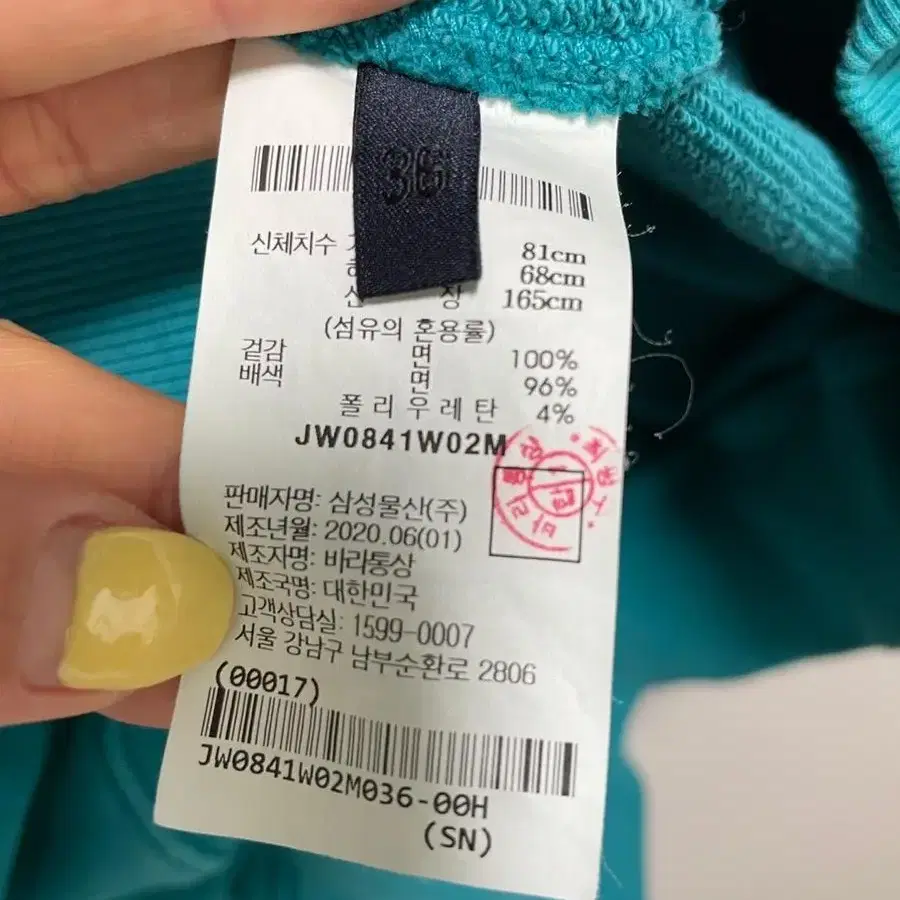 36
신체치수 81cm
68cm
장 165cm
(섬유의 혼용률)
겉감 면 100%
배색 면 96%
폴리우레탄 4%
JW0841W02M
판매자명: 삼성물산(주)
제조년월: 2020.06(01)
제조자명: 바라통상
제조국명: 대한민국
고객상담실: 1599-0007
서울 강남구 남부순환로 2806
(00017)
JW0841W02M036-00H
(SN)